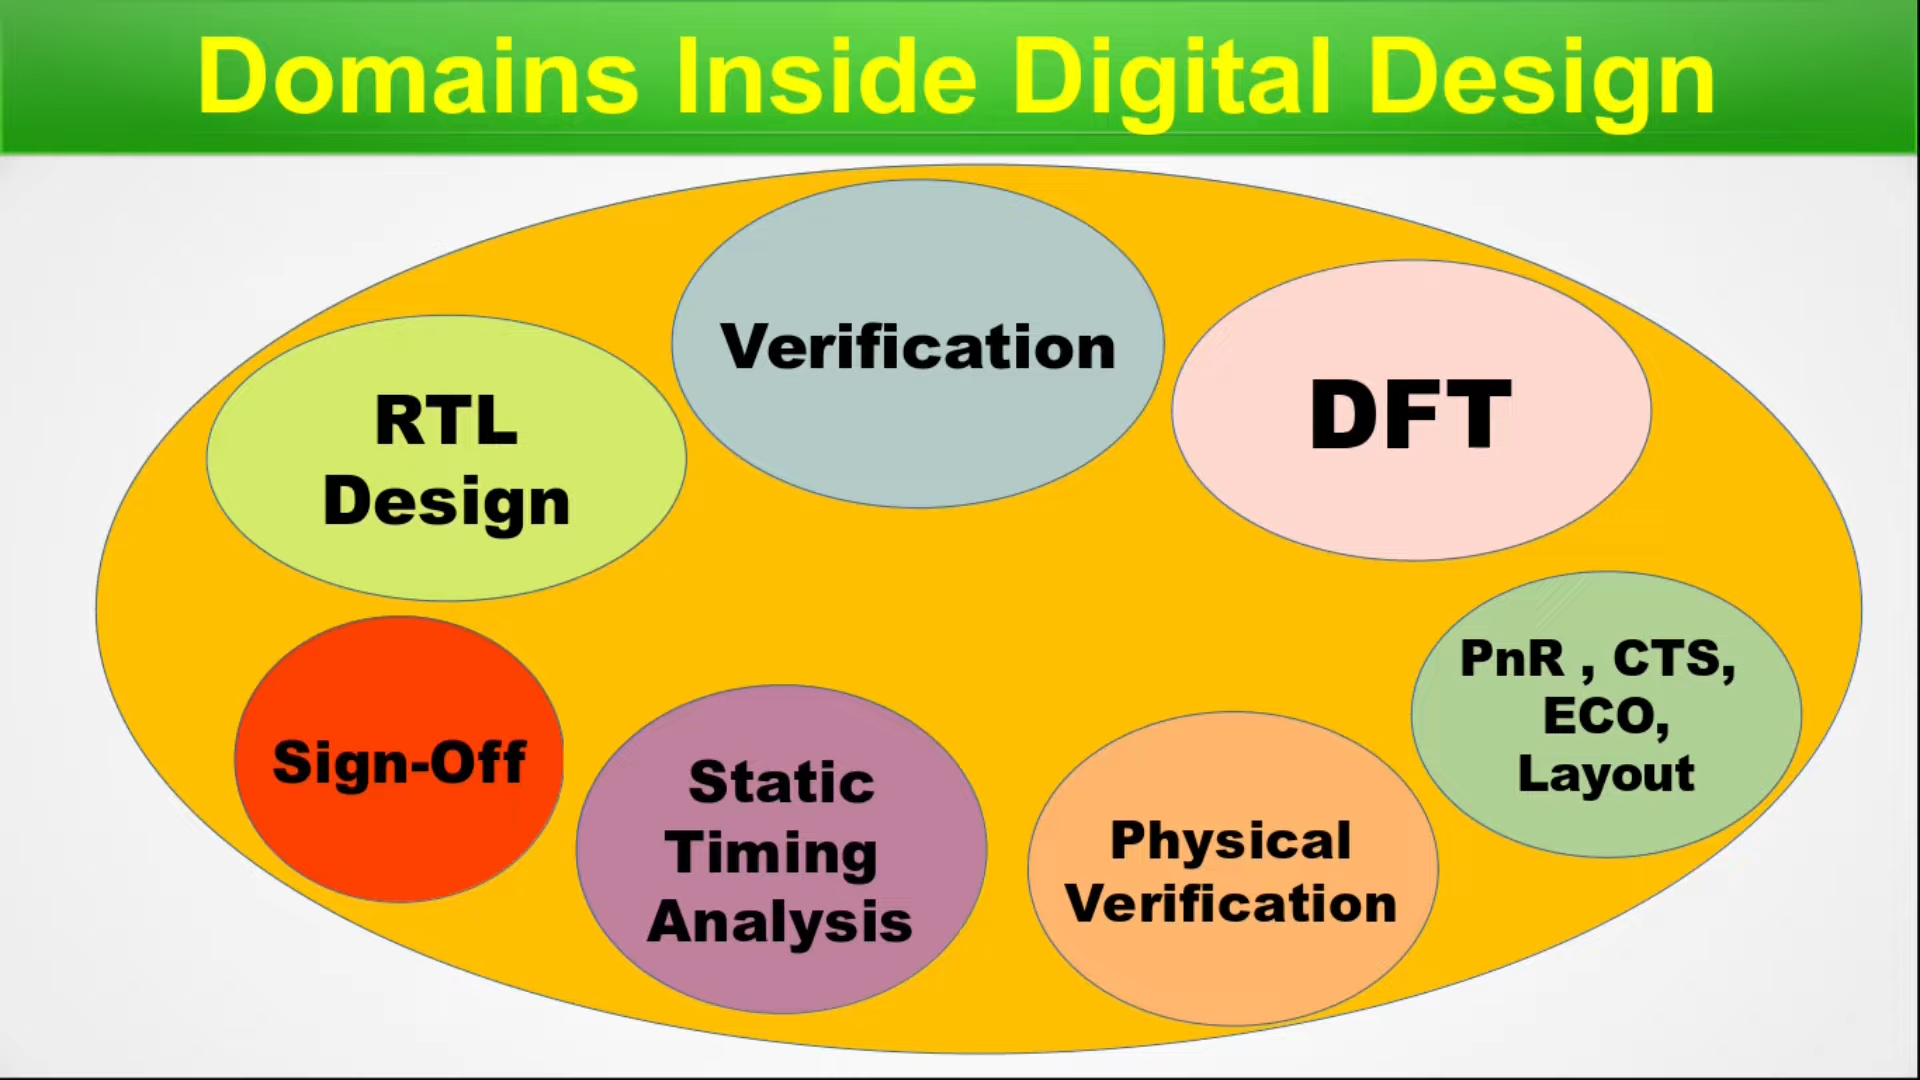 Domains Inside Digital Design
Verification
DFT
RTL
Design
PnR , CTS,
ECO,
Layout
Sign-Off
Static
Timing
Analysis
Physical
Verification